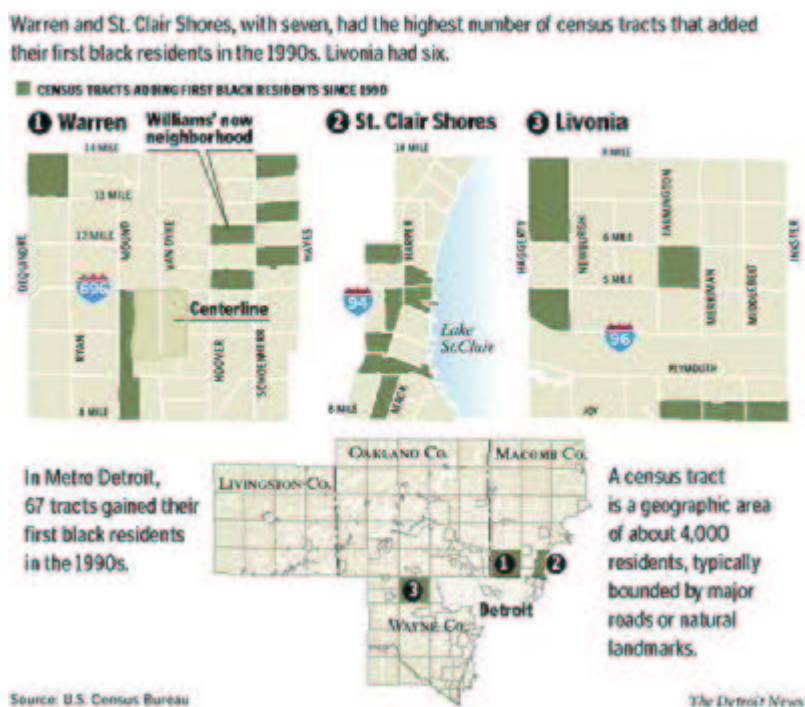 Warren and St. Clair Shores, with seven, had the highest number of census tracts that added
their first black residents in the 1990s. Livonia had six.
CENSUS TRACTS ADDING FIRST BLACK RESIDENTS SINCE 1990
1 Warren
Williams' new
neighborhood
14 MILE
13 MILE
12 MILE
DEQUINDRE
MOUND
VAN DYKE
HAYES
696
Centerline
RYAN
HOOVER
SCHOENHERR
8 MILE
2 St. Clair Shores
14 MILE
HARPER
94
Lake
St.Clair
MACK
8 MILE
3 Livonia
8 MILE
HAGGERTY
NEWBURGH
FARMINGTON
6 MILE
5 MILE
MERRIMAN
MIDDLEBELT
INKSTER
96
PLYMOUTH
JOY
In Metro Detroit,
67 tracts gained their
first black residents
in the 1990s.
OAKLAND CO.
MACOMB CO.
LIVINGSTON CO.
1
2
3
Detroit
WAYNE CO.
A census tract
is a geographic area
of about 4,000
residents, typically
bounded by major
roads or natural
landmarks.
Source: U.S. Census Bureau
The Detroit News